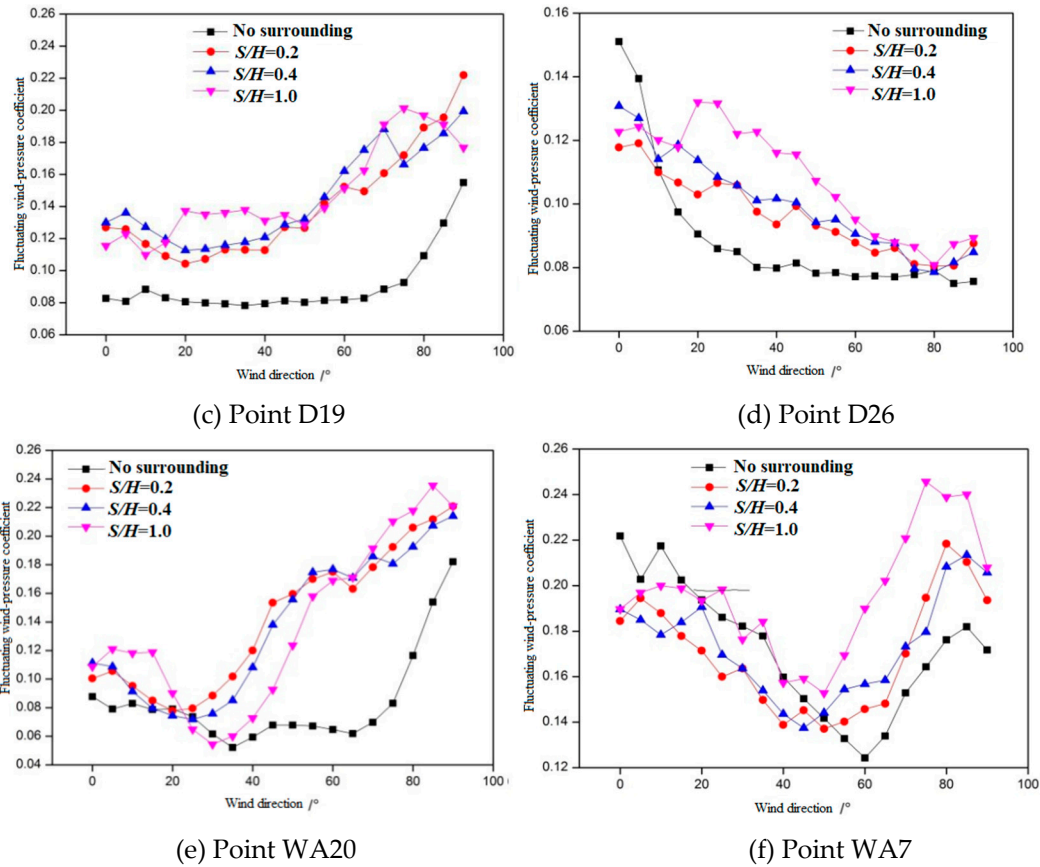 0.26
0.24
0.22
0.20
0.18
0.16
0.14
0.12
0.10
0.08
0.06
Fluctuating wind-pressure coefficient
No surrounding
S/H=0.2
S/H=0.4
S/H=1.0
0 20 40 60 80 100
Wind direction /°
(c) Point D19
0.16
0.14
0.12
0.10
0.08
0.06
Fluctuating wind-pressure coefficient
No surrounding
S/H=0.2
S/H=0.4
S/H=1.0
0 20 40 60 80 100
Wind direction /°
(d) Point D26
0.26
0.24
0.22
0.20
0.18
0.16
0.14
0.12
0.10
0.08
0.06
0.04
Fluctuating wind-pressure coefficient
No surrounding
S/H=0.2
S/H=0.4
S/H=1.0
0 20 40 60 80 100
Wind direction /°
(e) Point WA20
0.26
0.24
0.22
0.20
0.18
0.16
0.14
0.12
Fluctuating wind-pressure coefficient
No surrounding
S/H=0.2
S/H=0.4
S/H=1.0
0 20 40 60 80 100
Wind direction /°
(f) Point WA7